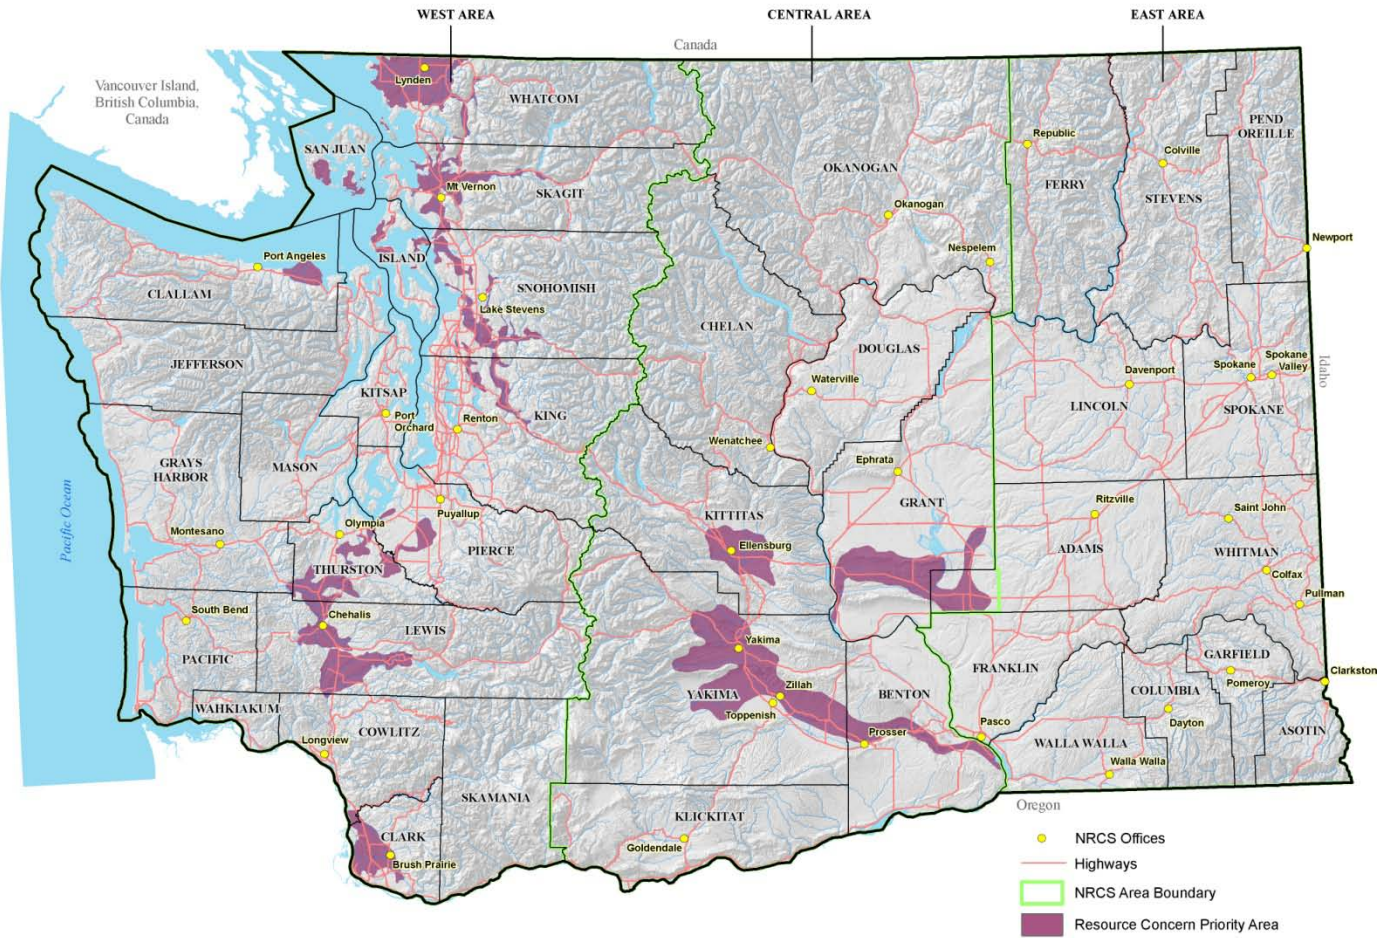 WEST AREA
CENTRAL AREA
EAST AREA
Canada
Vancouver Island,
British Columbia,
Canada
Lynden
WHATCOM
SAN JUAN
SKAGIT
Mt Vernon
OKANOGAN
Okanogan
Nespelem
Republic
FERRY
Colville
STEVENS
PEND
OREILLE
Newport
Port Angeles
CLALLAM
ISLAND
SNOHOMISH
Lake Stevens
CHELAN
DOUGLAS
Waterville
JEFFERSON
KITSAP
Port
Orchard
Renton
KING
Wenatchee
Ephrata
GRANT
Davenport
LINCOLN
Spokane
Spokane
Valley
SPOKANE
Idaho
GRAYS
HARBOR
MASON
Pacific Ocean
Montesano
Olympia
Puyallup
PIERCE
THURSTON
KITTITAS
Ellensburg
Ritzville
ADAMS
Saint John
WHITMAN
Colfax
Pullman
South Bend
PACIFIC
Chehalis
LEWIS
Yakima
YAKIMA
Zillah
Toppenish
BENTON
Prosser
FRANKLIN
Pasco
GARFIELD
Pomeroy
Clarkston
COLUMBIA
Dayton
ASOTIN
WALLA WALLA
Walla Walla
WAHKIAKUM
COWLITZ
Longview
SKAMANIA
CLARK
Brush Prairie
KLICKITAT
Goldendale
Oregon
NRCS Offices
Highways
NRCS Area Boundary
Resource Concern Priority Area